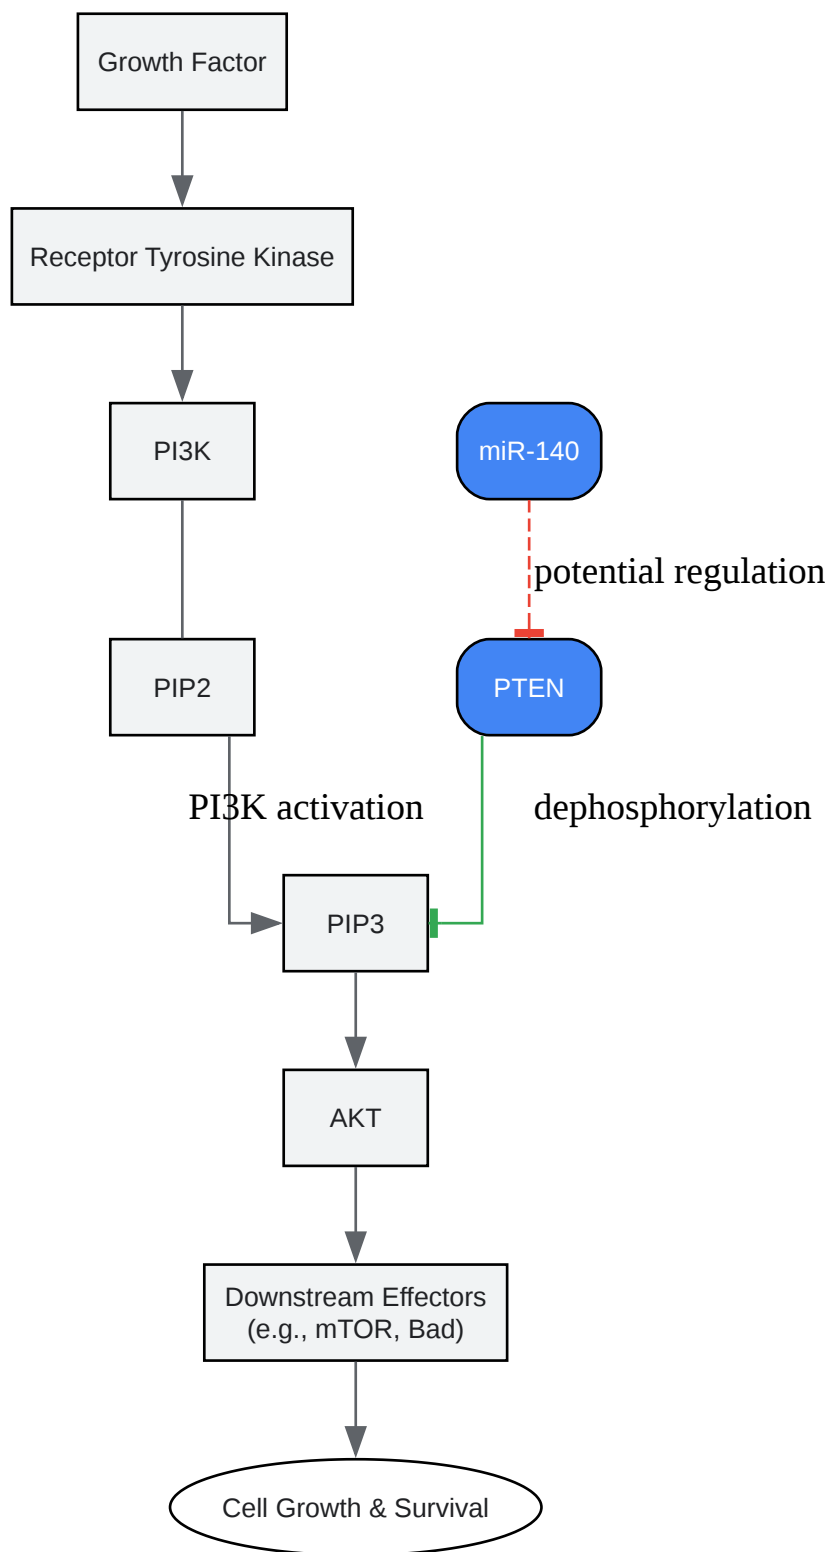 Growth Factor
Receptor Tyrosine Kinase
PI3K
miR-140
potential regulation
PIP2
PTEN
PI3K activation
dephosphorylation
PIP3
AKT
Downstream Effectors
(e.g., mTOR, Bad)
Cell Growth & Survival